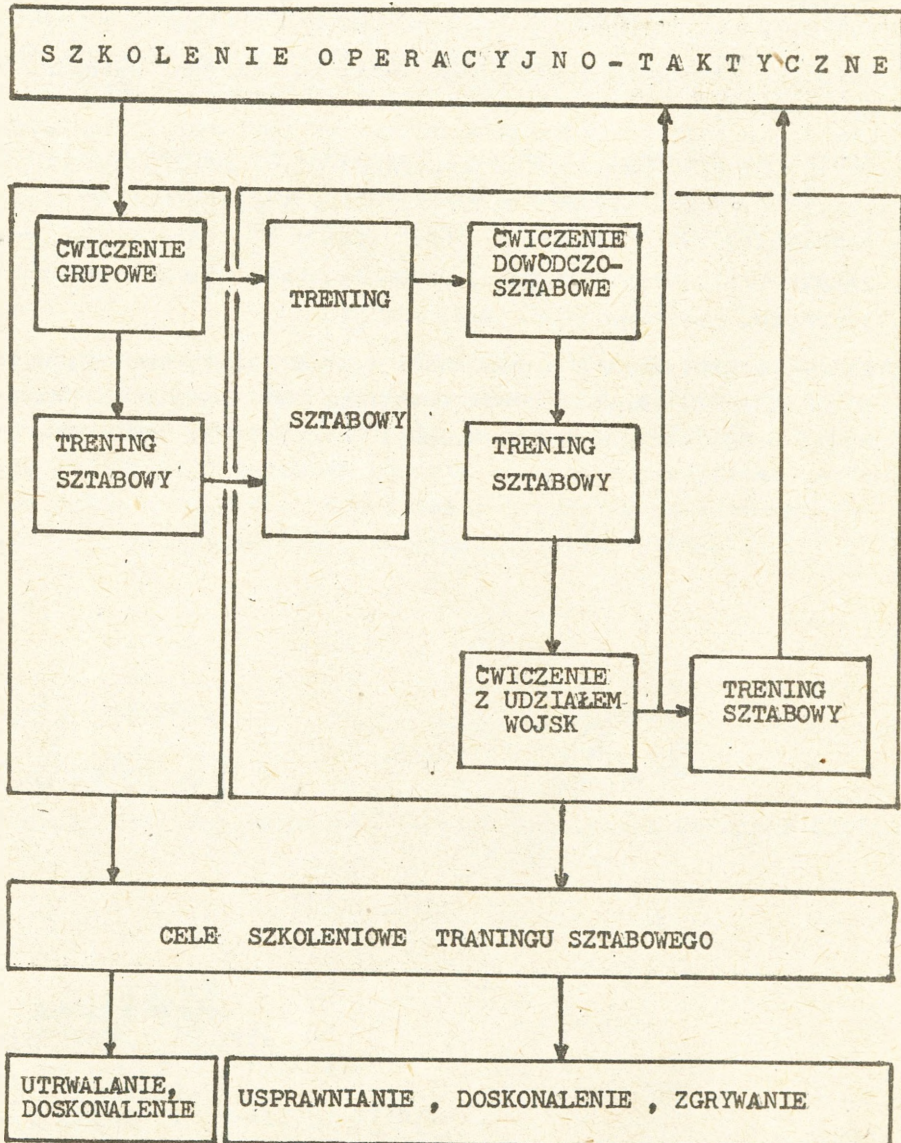 SZKOLENIE OPERACYJNO-TAKTYCZNE
ĆWICZENIE
GRUPOWE
TRENING
SZTABOWY
TRENING
SZTABOWY
ĆWICZENIE
DOWÓDCZO-
SZTABOWE
TRENING
SZTABOWY
ĆWICZENIE
Z UDZIAŁEM
WOJSK
TRENING
SZTABOWY
CELE SZKOLENIOWE TRANINGU SZTABOWEGO
UTRWALANIE,
DOSKONALENIE
USPRAWNIANIE , DOSKONALENIE , ZGRYWANIE